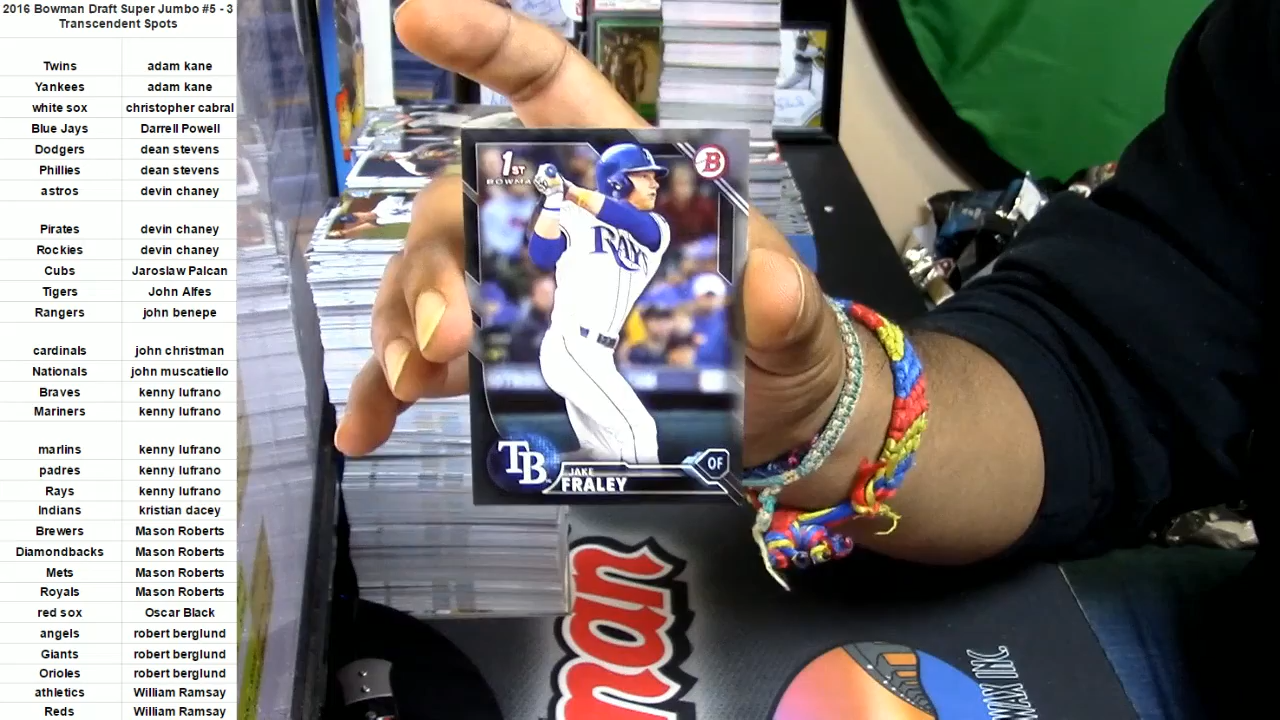 2016 Bowman Draft Super Jumbo #5 - 3
Transcendent Spots
Twins adam kane
Yankees adam kane
white sox christopher cabral
Blue Jays Darrell Powell
Dodgers dean stevens
Phillies dean stevens
astros devin chaney
Pirates devin chaney
Rockies devin chaney
Cubs Jaroslaw Palcan
Tigers John Alfes
Rangers john benepe
cardinals john christman
Nationals john muscatiello
Braves kenny lufrano
Mariners kenny lufrano
marlins kenny lufrano
padres kenny lufrano
Rays kenny lufrano
Indians kristian dacey
Brewers Mason Roberts
Diamondbacks Mason Roberts
Mets Mason Roberts
Royals Mason Roberts
red sox Oscar Black
angels robert berglund
Giants robert berglund
Orioles robert berglund
athletics William Ramsay
Reds William Ramsay
1ST
BOWMAN
B
RAYS
TB
JAKE
FRALEY
OF
WAX INC.